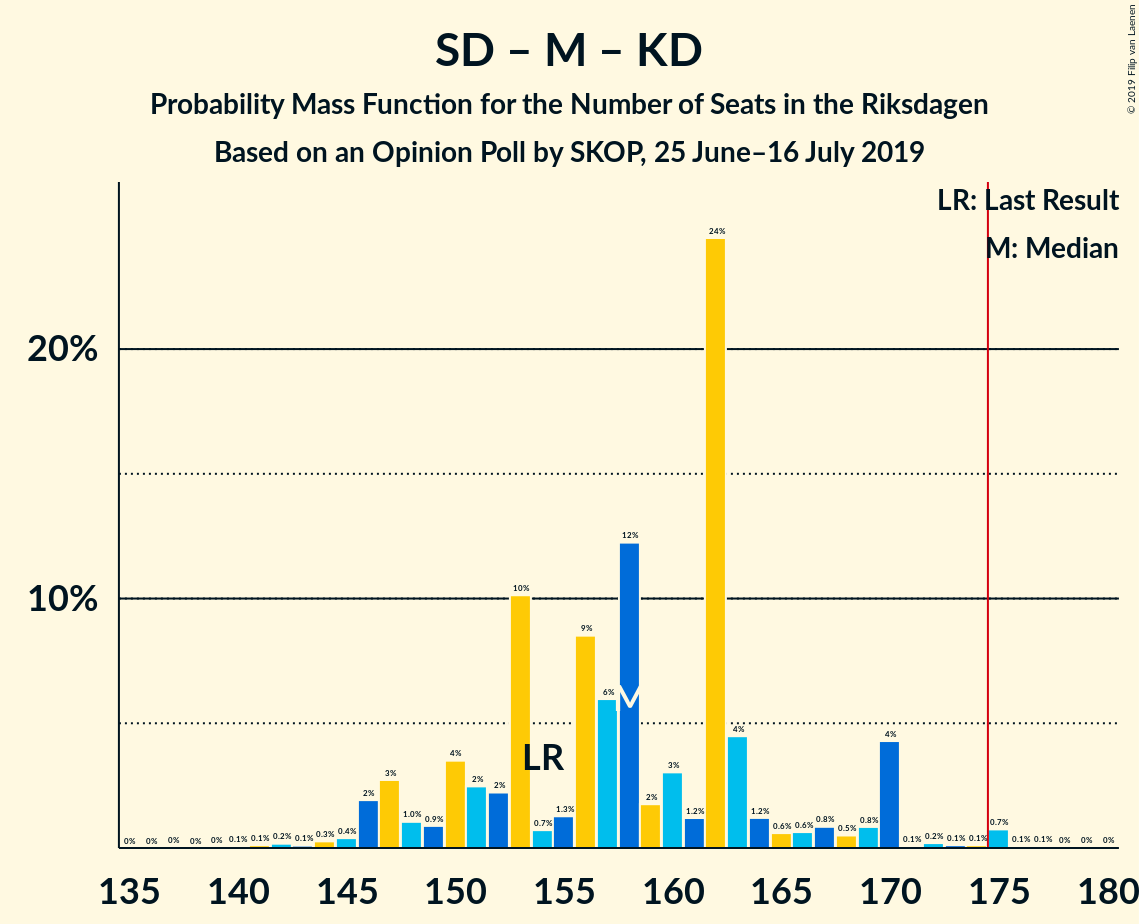 SD – M – KD
Probability Mass Function for the Number of Seats in the Riksdagen
Based on an Opinion Poll by SKOP, 25 June–16 July 2019
© 2019 Filip van Laenen
LR: Last Result
M: Median
20%
10%
0% 0% 0% 0% 0% 0.1% 0.1% 0.2% 0.1% 0.3% 0.4% 2% 3% 1.0% 0.9% 4% 2% 2% 10% 0.7% 1.3% 9% 6% 12% 2% 3% 1.2% 24% 4% 1.2% 0.6% 0.6% 0.8% 0.5% 0.8% 4% 0.1% 0.2% 0.1% 0.1% 0.7% 0.1% 0.1% 0% 0% 0%
LR
M
135 140 145 150 155 160 165 170 175 180